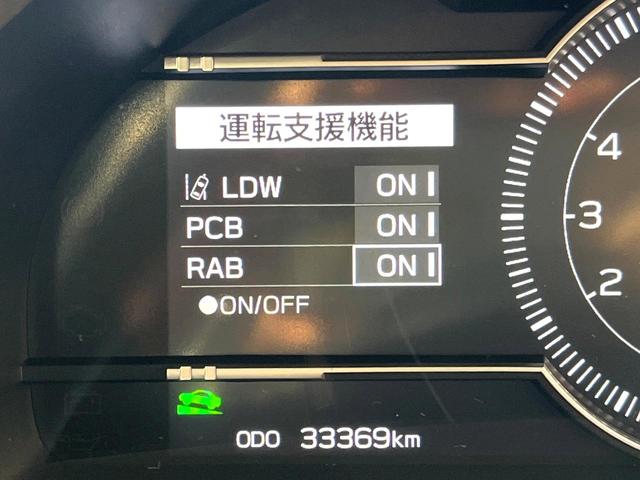 運転支援機能
LDW ON
PCB ON
RAB ON
●ON/OFF
4
3
2
ODO 33369km